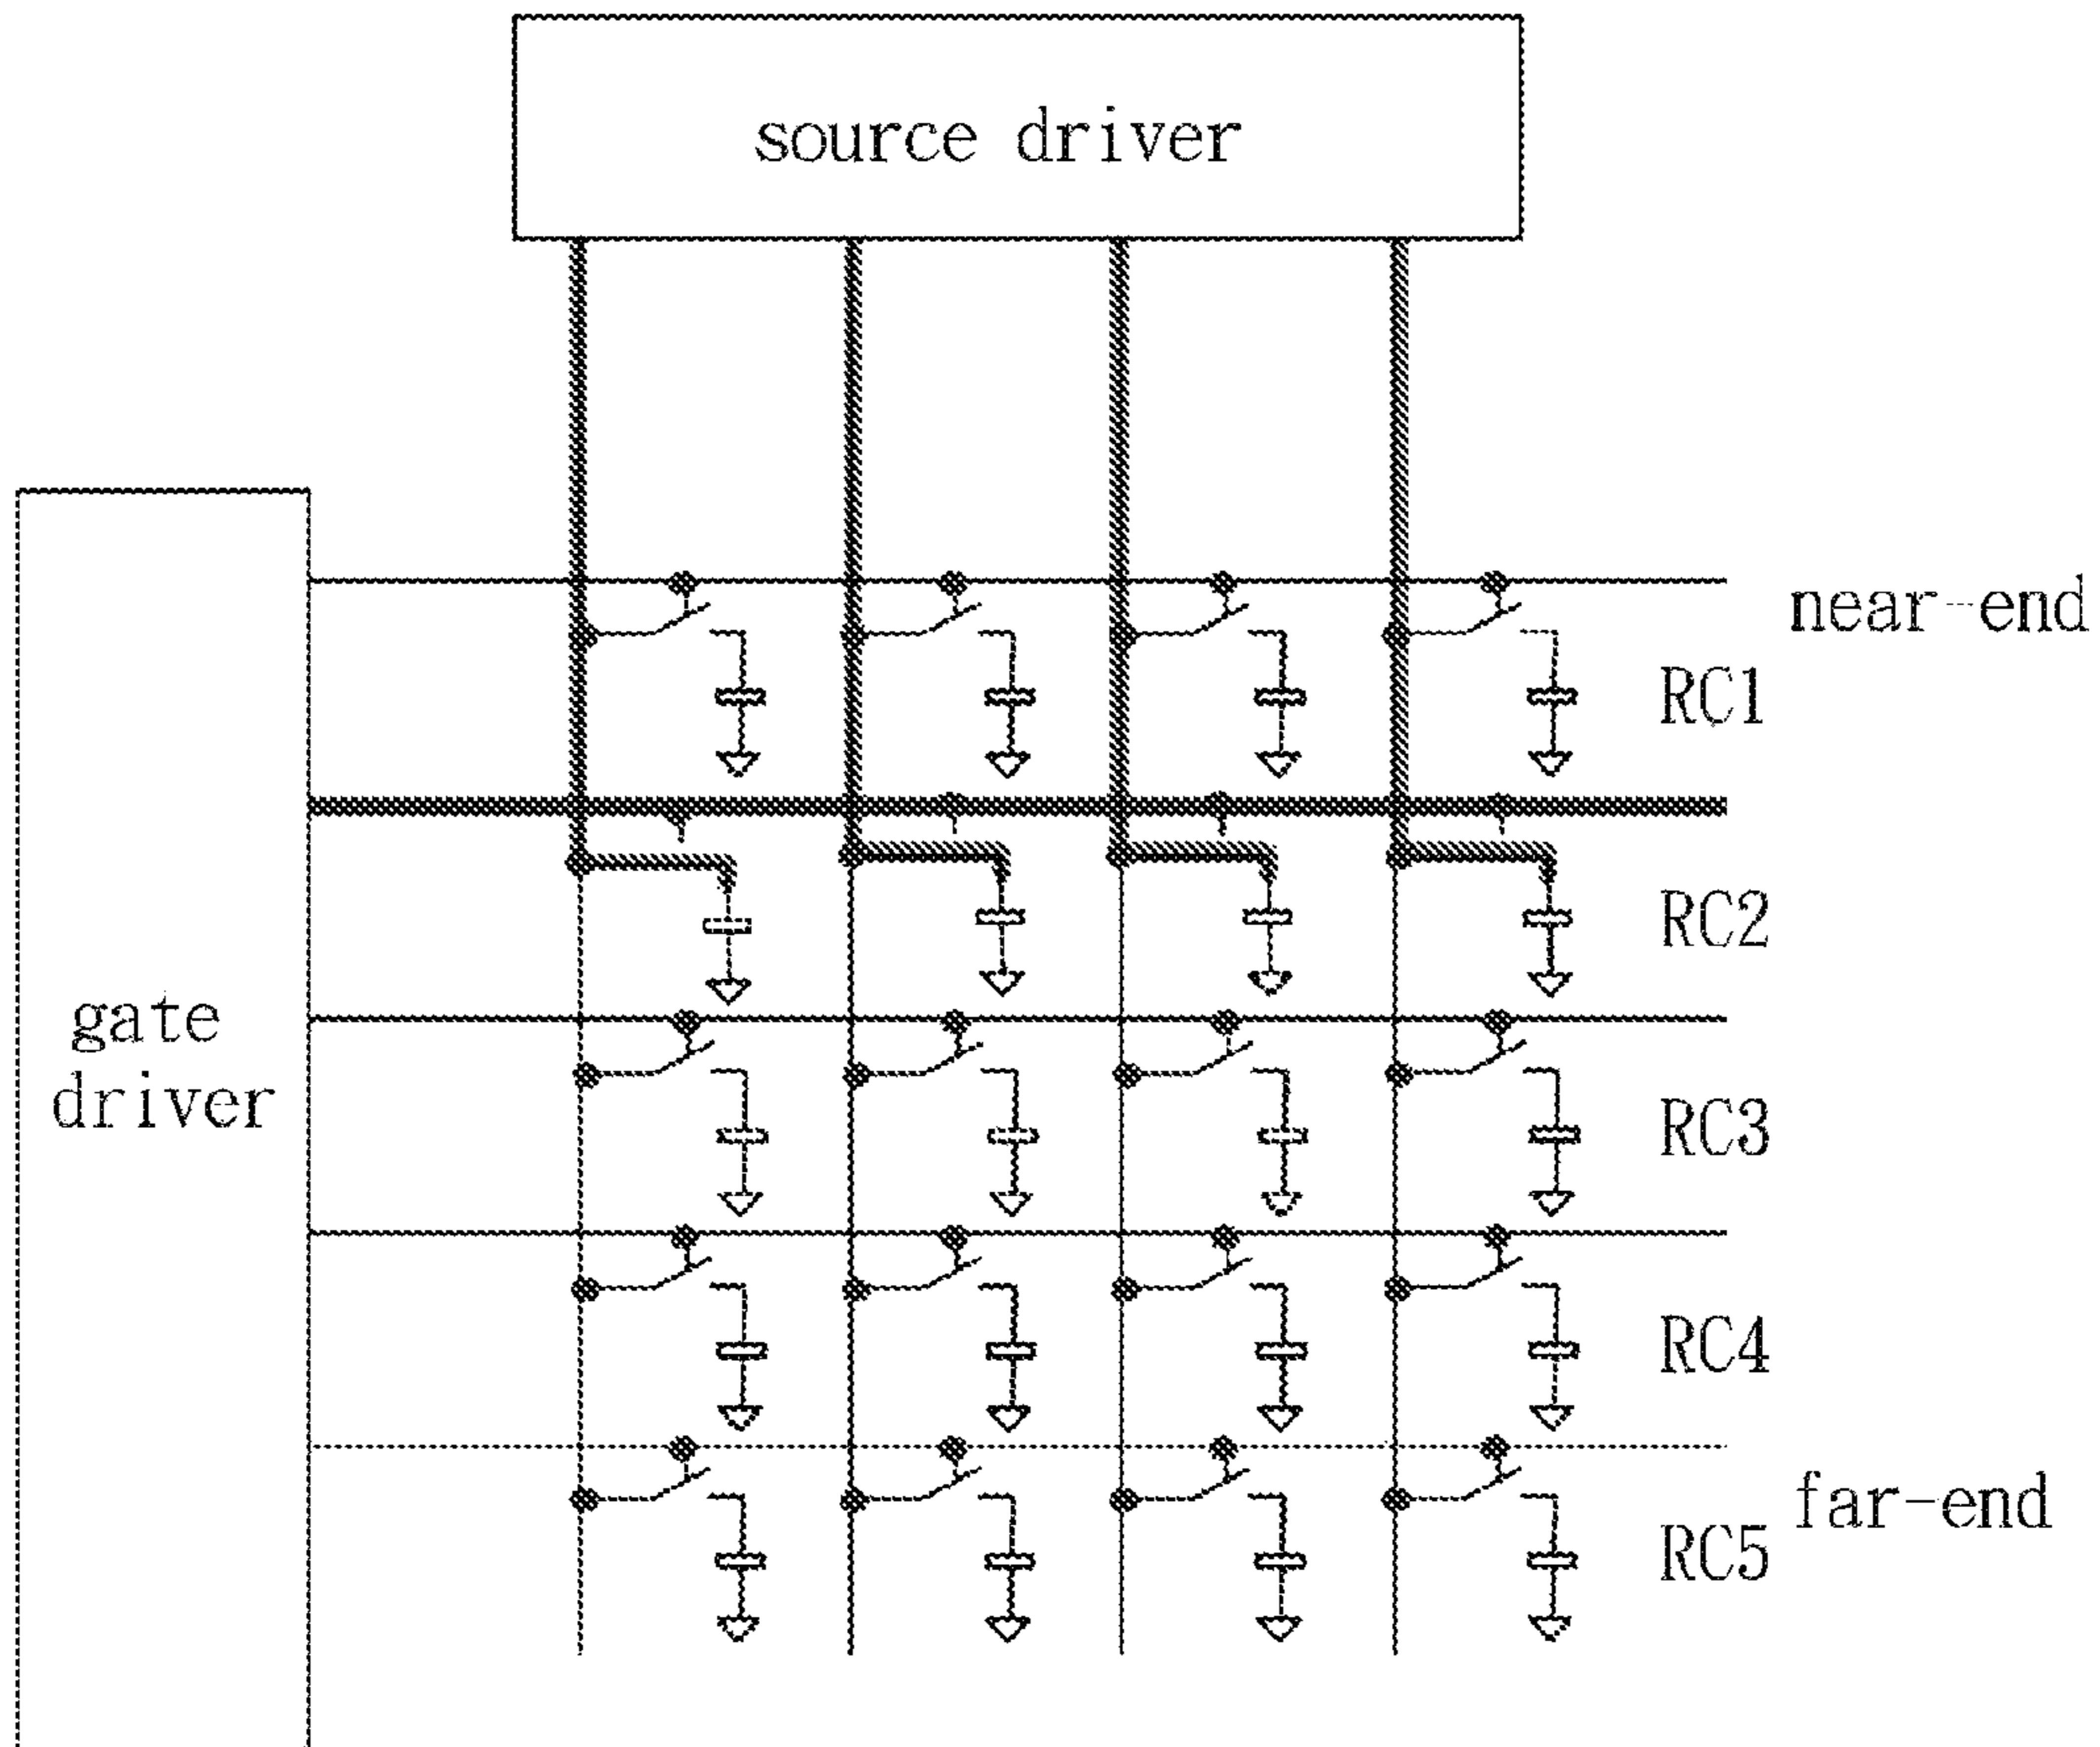 source driver
near-end
RC1
RC2
gate
driver
RC3
RC4
far-end
RC5